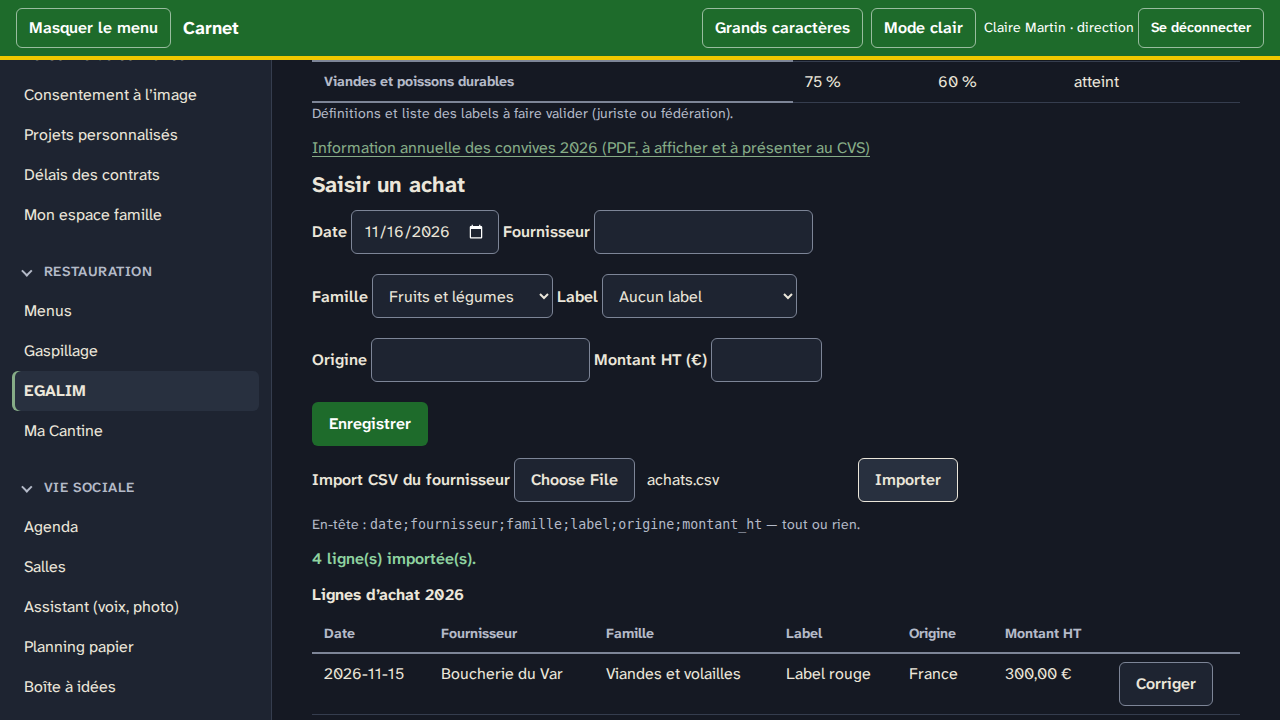 Masquer le menu Carnet Grands caractères Mode clair Claire Martin · direction Se déconnecter
Consentement à l'image
Projets personnalisés
Délais des contrats
Mon espace famille
RESTAURATION
Menus
Gaspillage
EGALIM
Ma Cantine
VIE SOCIALE
Agenda
Salles
Assistant (voix, photo)
Planning papier
Boîte à idées
Viandes et poissons durables 75 % 60 % atteint
Définitions et liste des labels à faire valider (juriste ou fédération).
Information annuelle des convives 2026 (PDF, à afficher et à présenter au CVS)
Saisir un achat
Date 11/16/2026 Fournisseur
Famille Fruits et légumes Label Aucun label
Origine Montant HT (€)
Enregistrer
Import CSV du fournisseur Choose File achats.csv Importer
En-tête : date;fournisseur;famille;label;origine;montant_ht — tout ou rien.
4 ligne(s) importée(s).
Lignes d'achat 2026
Date Fournisseur Famille Label Origine Montant HT
2026-11-15 Boucherie du Var Viandes et volailles Label rouge France 300,00 € Corriger